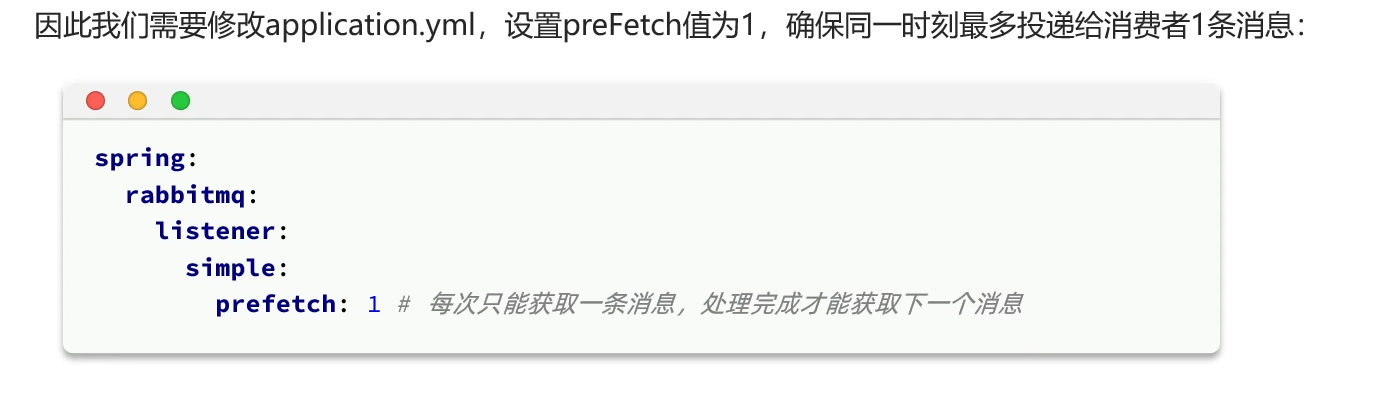 因此我们需要修改application.yml，设置preFetch值为1，确保同一时刻最多投递给消费者1条消息：
spring:
  rabbitmq:
    listener:
      simple:
        prefetch: 1 # 每次只能获取一条消息，处理完成才能获取下一个消息